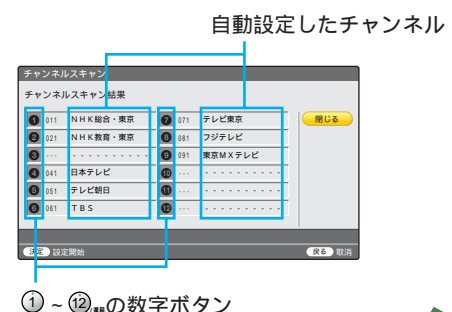 自動設定したチャンネル
チャンネルスキャン
チャンネルスキャン結果
1 011 NHK総合・東京 7 071 テレビ東京 閉じる
2 021 NHK教育・東京 8 081 フジテレビ
3 --- - - - - - - - - - - 9 091 東京MXテレビ
4 041 日本テレビ 10 --- - - - - - - - - - -
5 051 テレビ朝日 11 --- - - - - - - - - - -
6 061 TBS 12 --- - - - - - - - - - -
決定 設定開始 戻る 取消
① ~ ⑫の数字ボタン